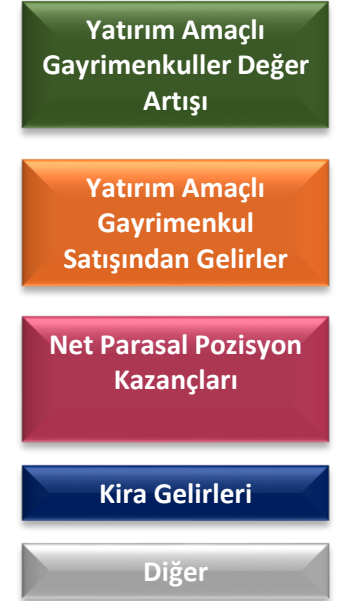 Yatırım Amaçlı
Gayrimenkuller Değer
Artışı
Yatırım Amaçlı
Gayrimenkul
Satışından Gelirler
Net Parasal Pozisyon
Kazançları
Kira Gelirleri
Diğer